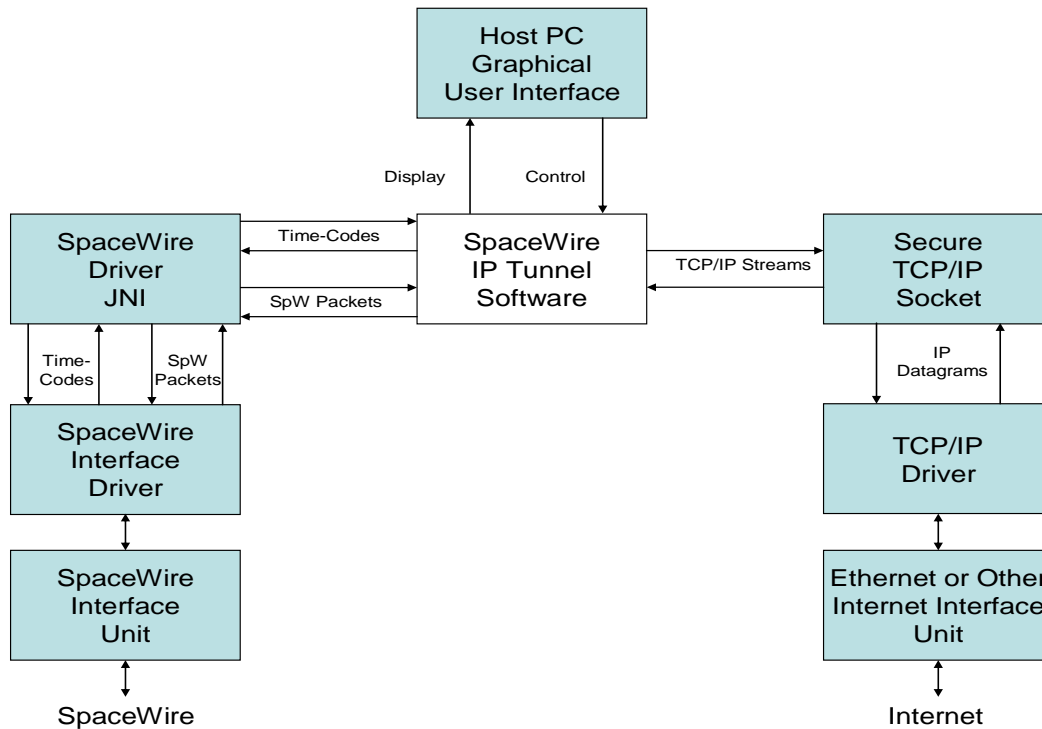 Host PC
Graphical
User Interface
Display
Control
SpaceWire
Driver
JNI
Time-Codes
SpW Packets
SpaceWire
IP Tunnel
Software
TCP/IP Streams
Secure
TCP/IP
Socket
Time-
Codes
SpW
Packets
IP
Datagrams
SpaceWire
Interface
Driver
TCP/IP
Driver
SpaceWire
Interface
Unit
Ethernet or Other
Internet Interface
Unit
SpaceWire
Internet